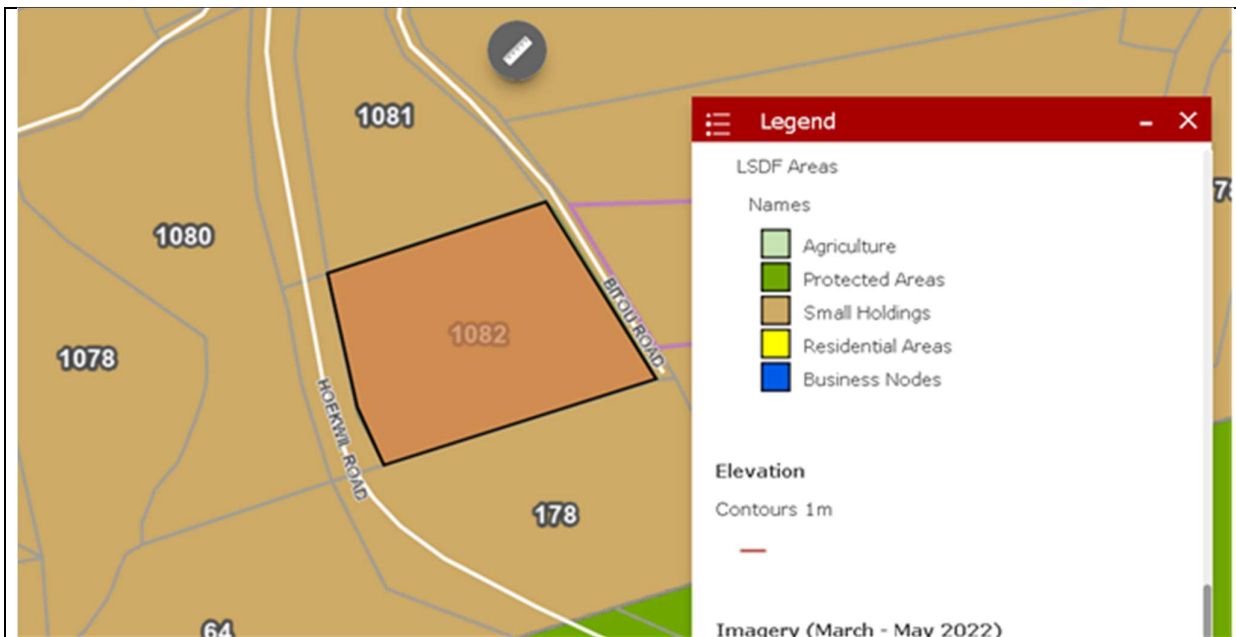 1081
1080
1082
1078
178
64
HOEKWIL ROAD
BITOU ROAD
Legend
LSDF Areas
Names
Agriculture
Protected Areas
Small Holdings
Residential Areas
Business Nodes
Elevation
Contours 1m
Imagery (March - May 2022)